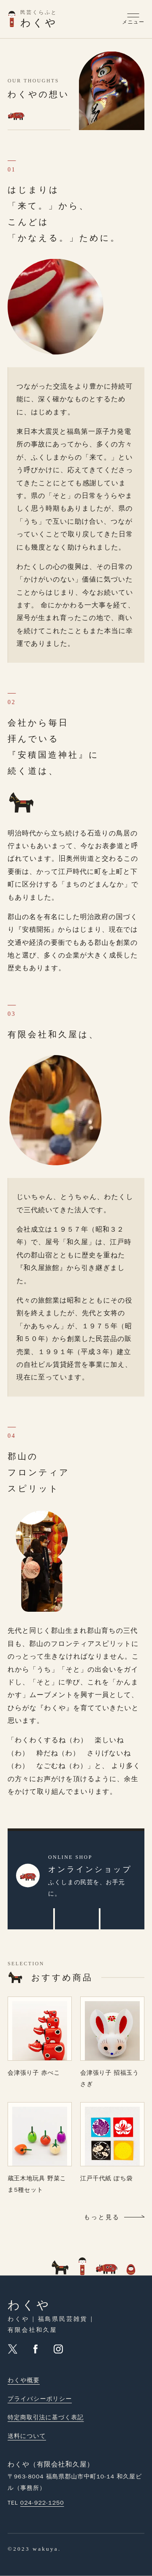 民芸くらふと
わくや
メニュー
OUR THOUGHTS
わくやの想い
01
はじまりは
「来て。」から、
こんどは
「かなえる。」ために。
つながった交流をより豊かに持続可
能に、深く確かなものとするため
に、はじめます。
東日本大震災と福島第一原子力発電
所の事故にあってから、多くの方々
が、ふくしまからの「来て。」とい
う呼びかけに、応えてきてくださっ
てきたことにとても感謝していま
す。県の「そと」の日常をうらやま
しく思う時期もありましたが、県の
「うち」で互いに助け合い、つなが
っていくことで取り戻してきた日常
にも幾度となく助けられました。
わたくしの心の復興は、その日常の
「かけがいのない」価値に気づいた
ことからはじまり、今なお続いてい
ます。 命にかかわる一大事を経て、
屋号が生まれ育ったこの地で、商い
を続けてこれたこともまた本当に幸
運でありました。
02
会社から毎日
拝んでいる
『安積国造神社』に
続く道は、
明治時代から立ち続ける石造りの鳥居の
佇まいもあいまって、今なお表参道と呼
ばれています。旧奥州街道と交わるこの
要衝は、かって江戸時代に町を上町と下
町に区分けする「まちのどまんなか」で
もありました。
郡山の名を有名にした明治政府の国づく
り『安積開拓』からはじまり、現在では
交通や経済の要衝でもある郡山を創業の
地と選び、多くの企業が大きく成長した
歴史もあります。
03
有限会社和久屋は、
じいちゃん、とうちゃん、わたくし
で三代続いてきた法人です。
会社成立は１９５７年（昭和３２
年）で、屋号「和久屋」は、江戸時
代の郡山宿とともに歴史を重ねた
『和久屋旅館』から引き継ぎまし
た。
代々の旅館業は昭和とともにその役
割を終えましたが、先代と女将の
「かあちゃん」が、１９７５年（昭
和５０年）から創業した民芸品の販
売業、１９９１年（平成３年）建立
の自社ビル賃貸経営を事業に加え、
現在に至っています。
04
郡山の
フロンティア
スピリット
先代と同じく郡山生まれ郡山育ちの三代
目も、郡山のフロンティアスピリットに
のっとって生きなければなりません。こ
れから「うち」「そと」の出会いをガイ
ドし、「そと」に学び、これを「かんま
かす」ムーブメントを興す一員として、
ひらがな『わくや』を育てていきたいと
思います。
「わくわくするね（わ） 楽しいね
（わ） 粋だね（わ） さりげないね
（わ） なごむね（わ）」と、 より多く
の方々にお声がけを頂けるように、余生
をかけて取り組んでまいります。
ONLINE SHOP
オンラインショップ
ふくしまの民芸を、お手元
に。
SELECTION
おすすめ商品
会津張り子 赤べこ
会津張り子 招福玉う
さぎ
蔵王木地玩具 野菜こ
ま5種セット
江戸千代紙 ぽち袋
もっと見る
わくや
わくや | 福島県民芸雑貨 |
有限会社和久屋
わくや概要
プライバシーポリシー
特定商取引法に基づく表記
送料について
わくや（有限会社和久屋）
〒963-8004 福島県郡山市中町10-14 和久屋ビ
ル（事務所）
TEL 024-922-1250
©2023 wakuya.